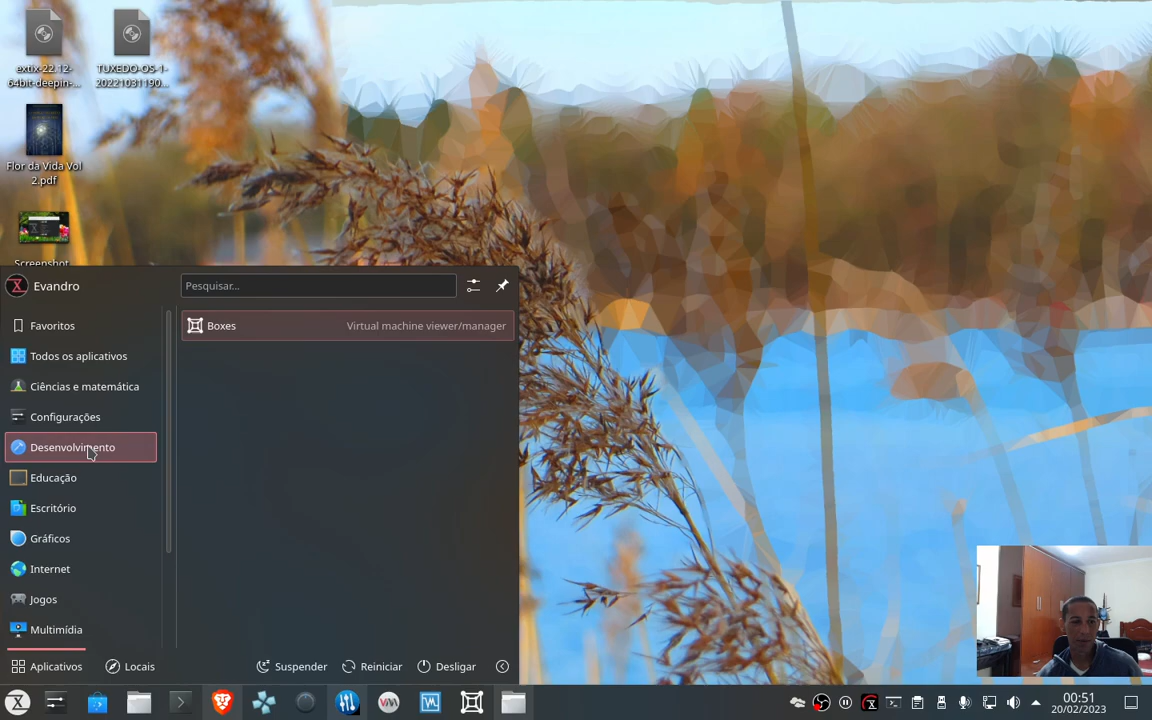 extix-22.12-
64bit-deepin-...
TUXEDO-OS-1-
20221031190...
Flor da Vida Vol
2.pdf
Screenshot
Evandro
Pesquisar...
Favoritos
Todos os aplicativos
Ciências e matemática
Configurações
Desenvolvimento
Educação
Escritório
Gráficos
Internet
Jogos
Multimídia
Boxes Virtual machine viewer/manager
Aplicativos
Locais
Suspender
Reiniciar
Desligar
00:51
20/02/2023